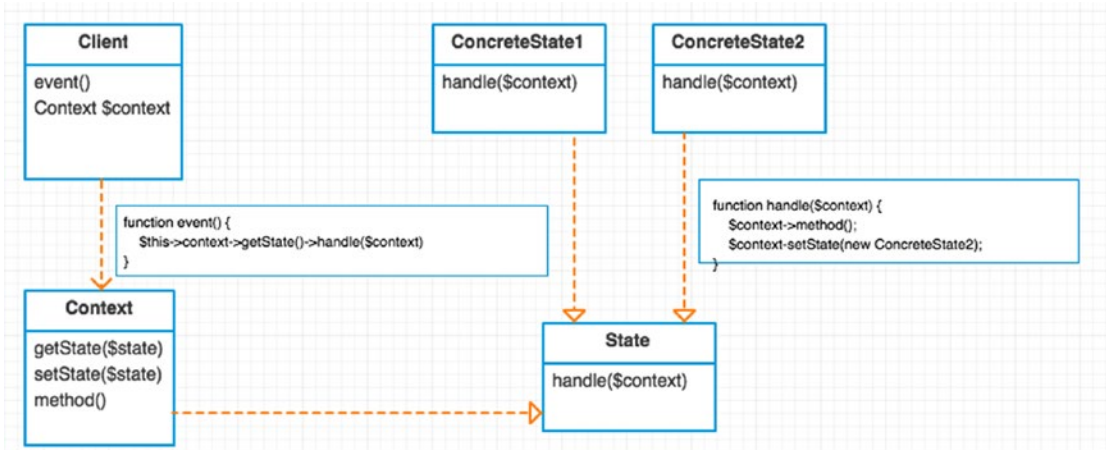 Client
event()
Context $context
ConcreteState1
handle($context)
ConcreteState2
handle($context)
function event() {
$this->context->getState()->handle($context)
}
function handle($context) {
$context->method();
$context-setState(new ConcreteState2);
}
Context
getState($state)
setState($state)
method()
State
handle($context)